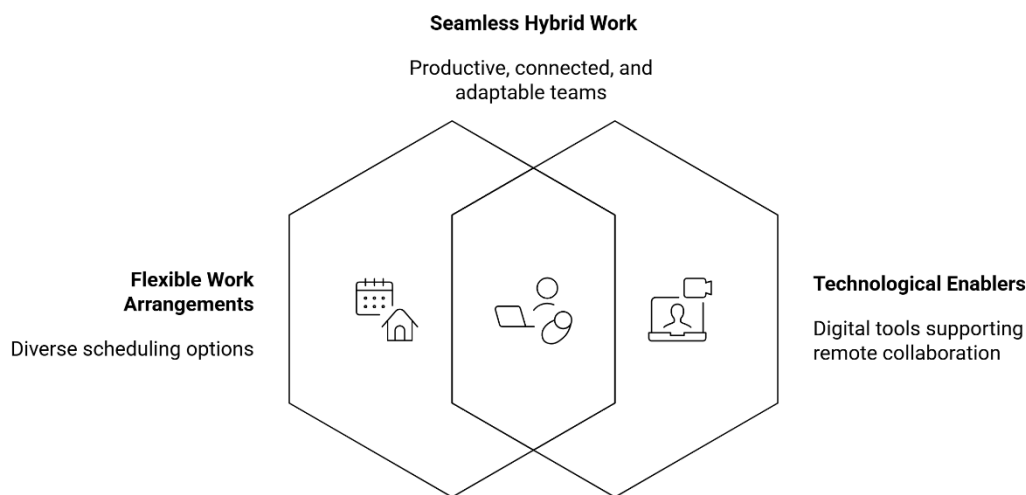 Seamless Hybrid Work
Productive, connected, and
adaptable teams
Flexible Work
Arrangements
Diverse scheduling options
Technological Enablers
Digital tools supporting
remote collaboration